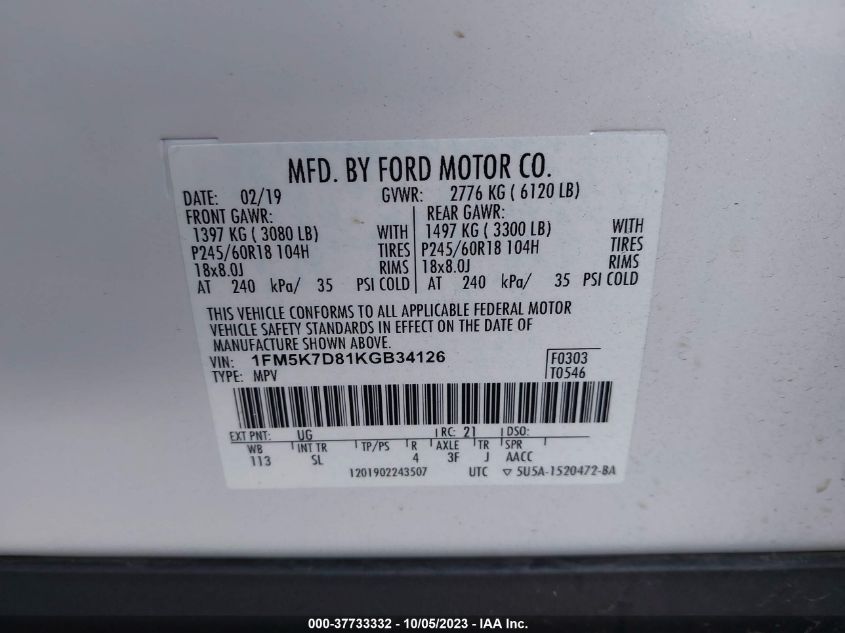 MFD. BY FORD MOTOR CO.
DATE: 02/19 GVWR: 2776 KG ( 6120 LB)
FRONT GAWR: REAR GAWR:
1397 KG ( 3080 LB) WITH 1497 KG ( 3300 LB) WITH
P245/60R18 104H TIRES P245/60R18 104H TIRES
18x8.0J RIMS 18x8.0J RIMS
AT 240 kPa/ 35 PSI COLD AT 240 kPa/ 35 PSI COLD
THIS VEHICLE CONFORMS TO ALL APPLICABLE FEDERAL MOTOR
VEHICLE SAFETY STANDARDS IN EFFECT ON THE DATE OF
MANUFACTURE SHOWN ABOVE.
VIN: 1FM5K7D81KGB34126 F0303
TYPE: MPV T0546
EXT PNT: UG RC: 21 DSO:
WB INT TR TP/PS R AXLE TR SPR
113 SL 4 3F J AACC
1201902243507 UTC ▽ 5U5A-1520472-BA
000-37733332 - 10/05/2023 - IAA Inc.